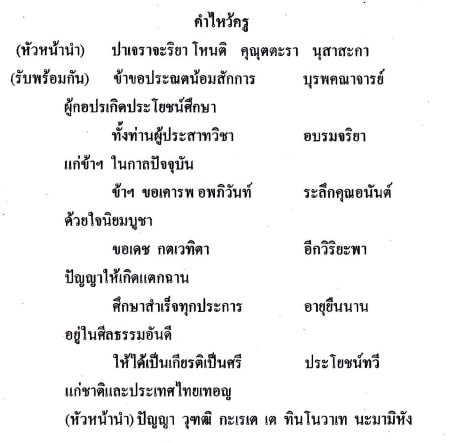 คำไหว้ครู
(หัวหน้านำ) ปาเจราจะริยา โหนติ คุณุตตะรา นุสาสะกา
(รับพร้อมกัน) ข้าขอประณตน้อมสักการ บุรพคณาจารย์
ผู้กอปรเกิดประโยชน์ศึกษา
ทั้งท่านผู้ประสาทวิชา อบรมจริยา
แก่ข้าฯ ในกาลปัจจุบัน
ข้าฯ ขอเคารพ อพภิวันท์ ระลึกคุณอนันต์
ด้วยใจนิยมบูชา
ขอเดช กตเวทิตา อีกวิริยะพา
ปัญญาให้เกิดแตกฉาน
ศึกษาสำเร็จทุกประการ อายุยืนนาน
อยู่ในศีลธรรมอันดี
ให้ได้เป็นเกียรติเป็นศรี ประโยชน์ทวี
แก่ชาติและประเทศไทยเทอญ
(หัวหน้านำ) ปัญญา วุฑฒิ กะเรเต เต ทินโนวาเท นะมามิหัง